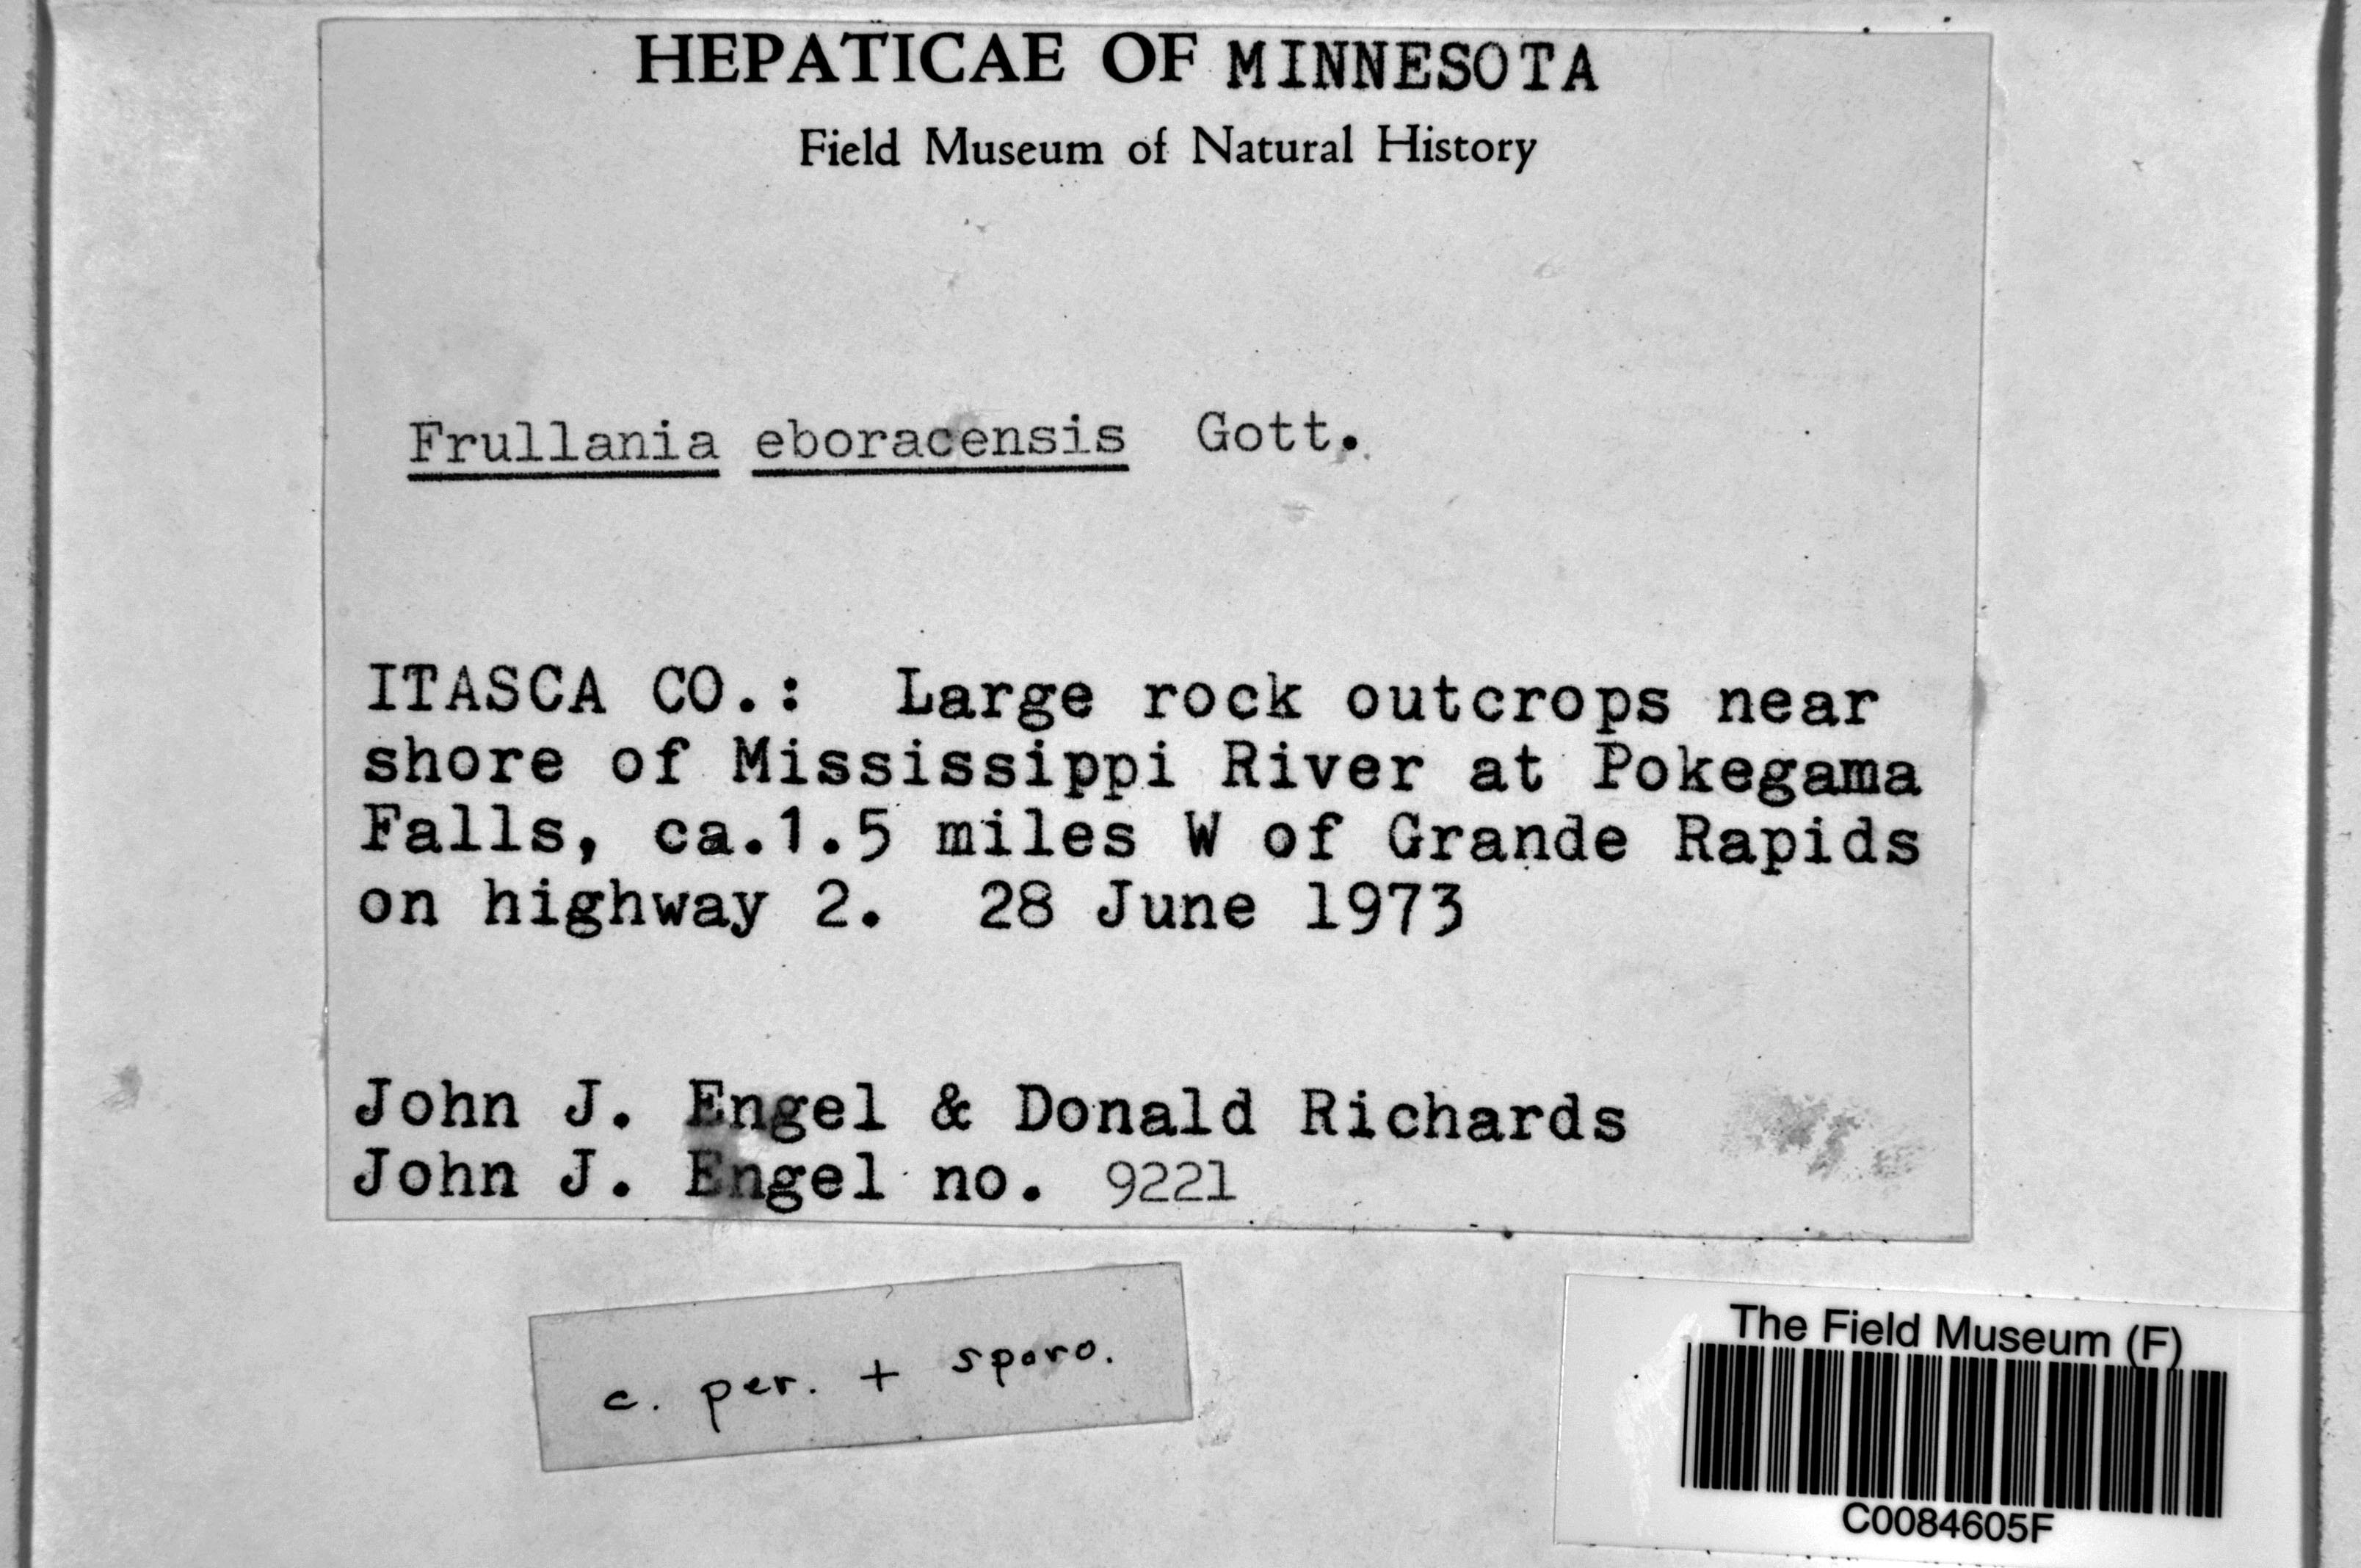 HEPATICAE OF MINNESOTA
Field Museum of Natural History
Frullania eboracensis Gott.
ITASCA CO.: Large rock outcrops near
shore of Mississippi River at Pokegama
Falls, ca.1.5 miles W of Grande Rapids
on highway 2. 28 June 1973
John J. Engel & Donald Richards
John J. Engel no. 9221
c. per. + sporo.
The Field Museum (F)
C0084605F